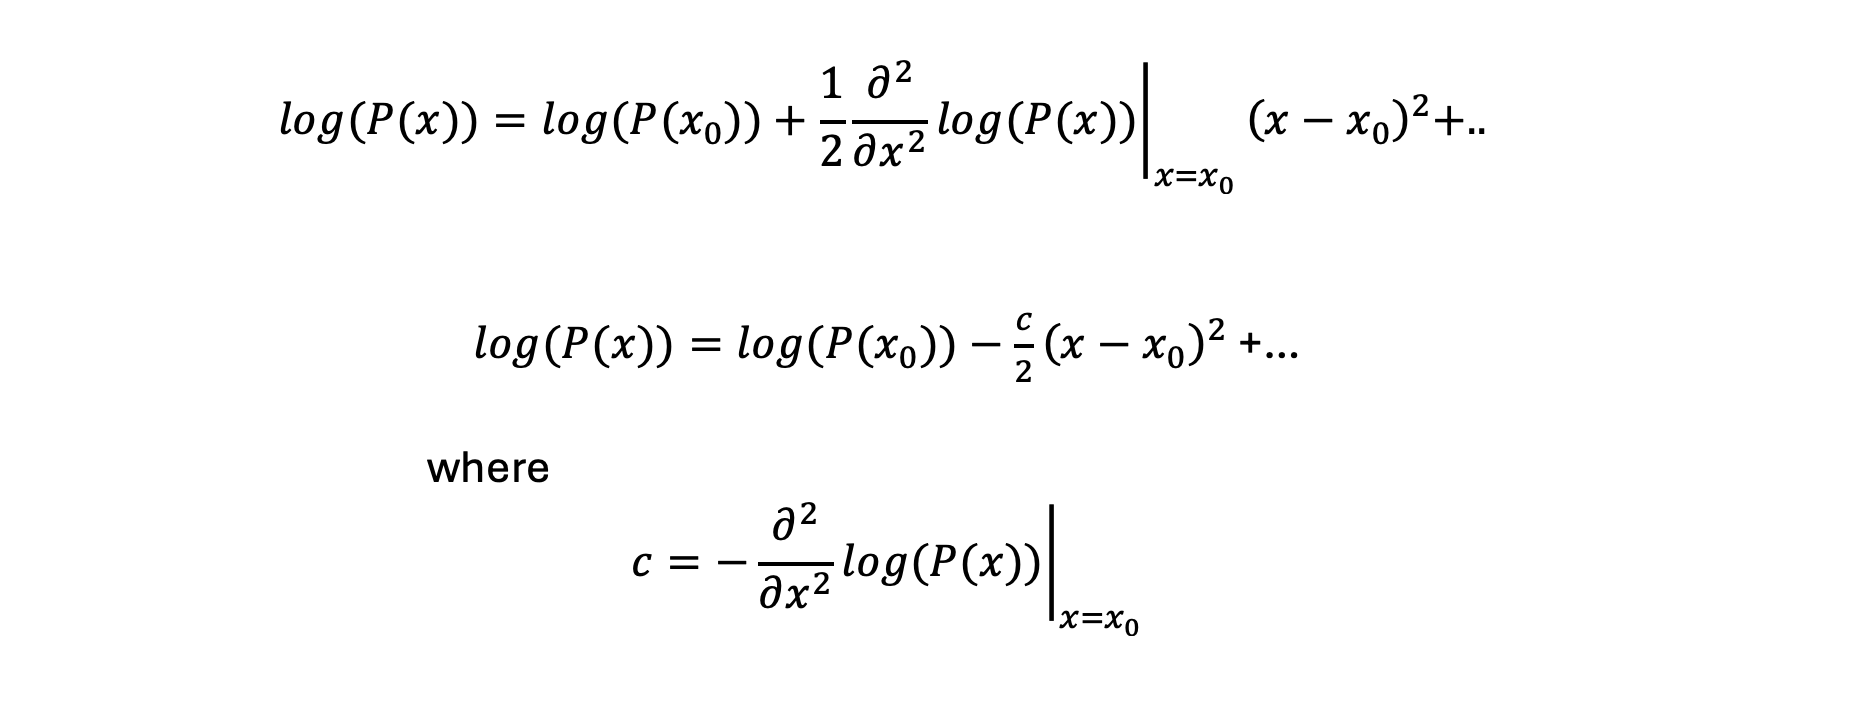 log(P(x)) = log(P(x₀)) + 1/2 ∂²/∂x² log(P(x))|ₓ₌ₓ₀ (x − x₀)²+..
log(P(x)) = log(P(x₀)) − c/2 (x − x₀)² +...
where
c = − ∂²/∂x² log(P(x))|ₓ₌ₓ₀